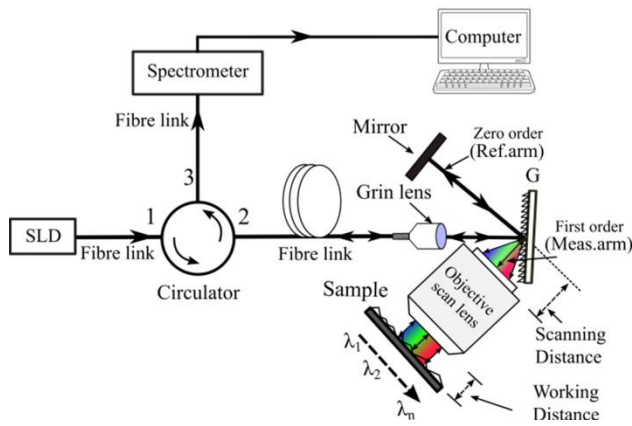 Computer
Spectrometer
Fibre link
Mirror
Zero order
(Ref.arm)
G
Grin lens
3
1
2
SLD
Fibre link
Fibre link
Circulator
First order
(Meas.arm)
Objective
scan lens
Sample
Scanning
Distance
λ1
λ2
λn
Working
Distance